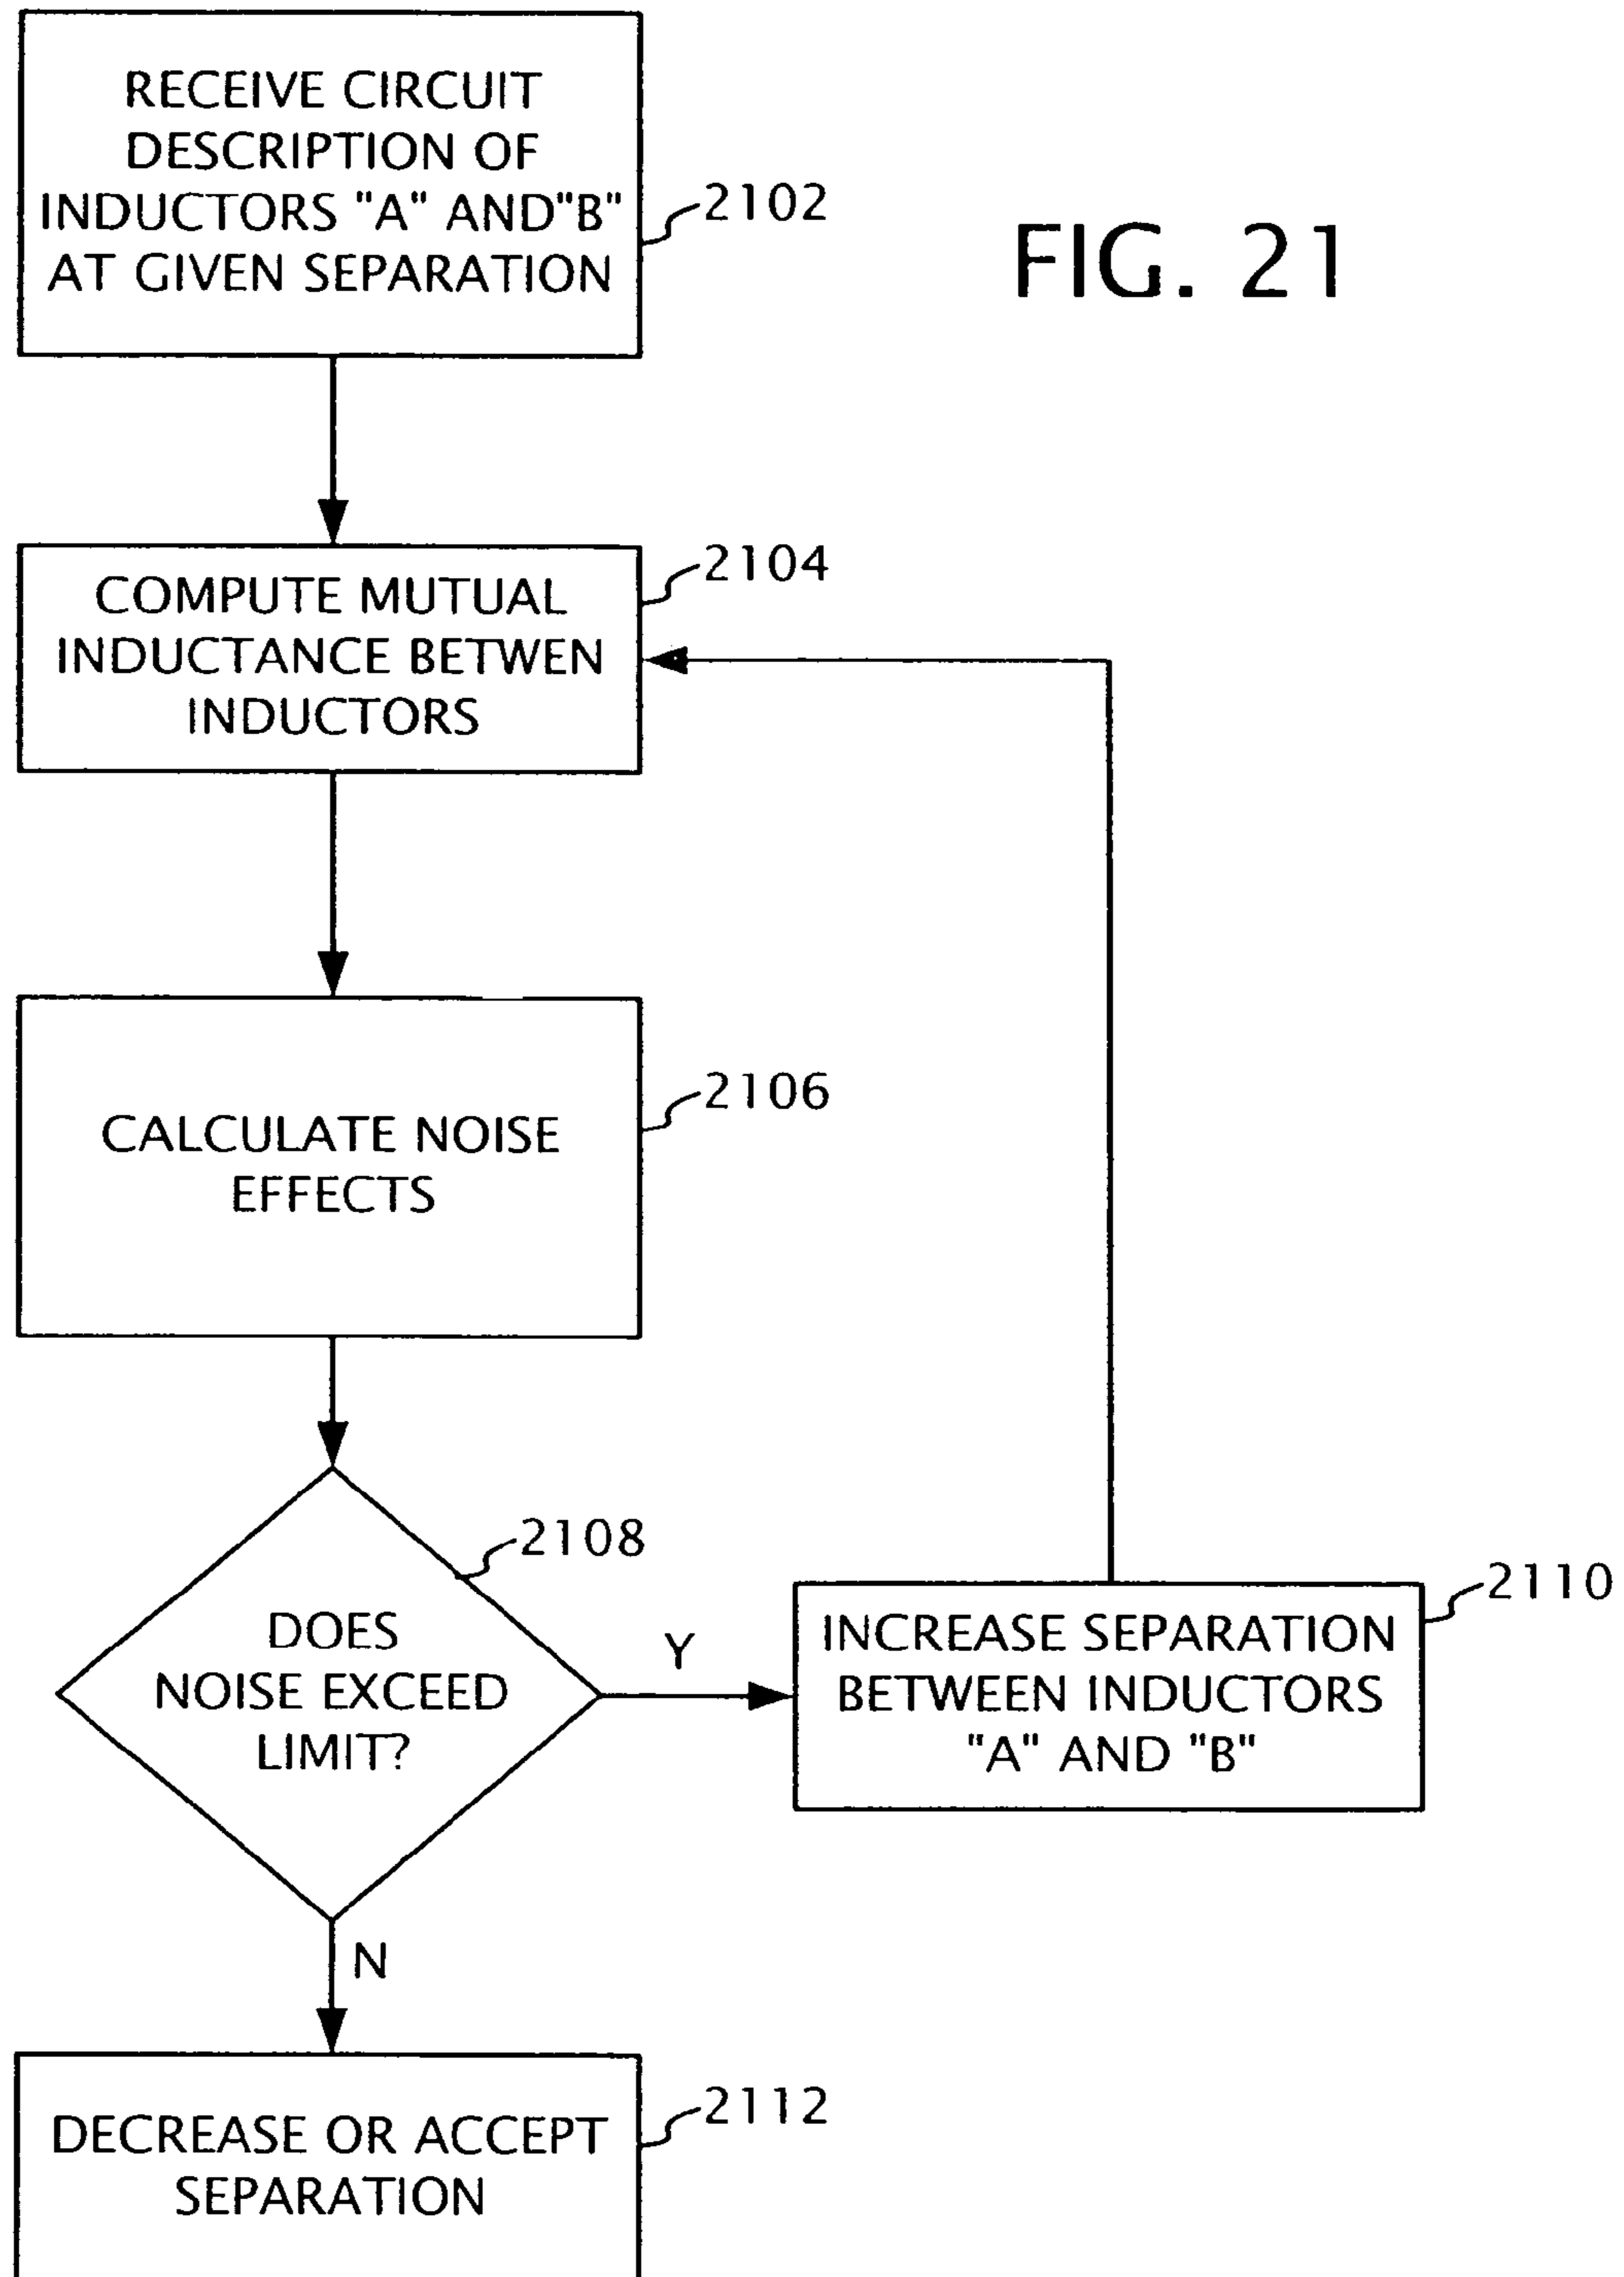 RECEIVE CIRCUIT
DESCRIPTION OF
INDUCTORS "A" AND"B"
AT GIVEN SEPARATION
2102
FIG. 21
COMPUTE MUTUAL
INDUCTANCE BETWEN
INDUCTORS
2104
CALCULATE NOISE
EFFECTS
2106
DOES
NOISE EXCEED
LIMIT?
2108
Y
INCREASE SEPARATION
BETWEEN INDUCTORS
"A" AND "B"
2110
N
DECREASE OR ACCEPT
SEPARATION
2112